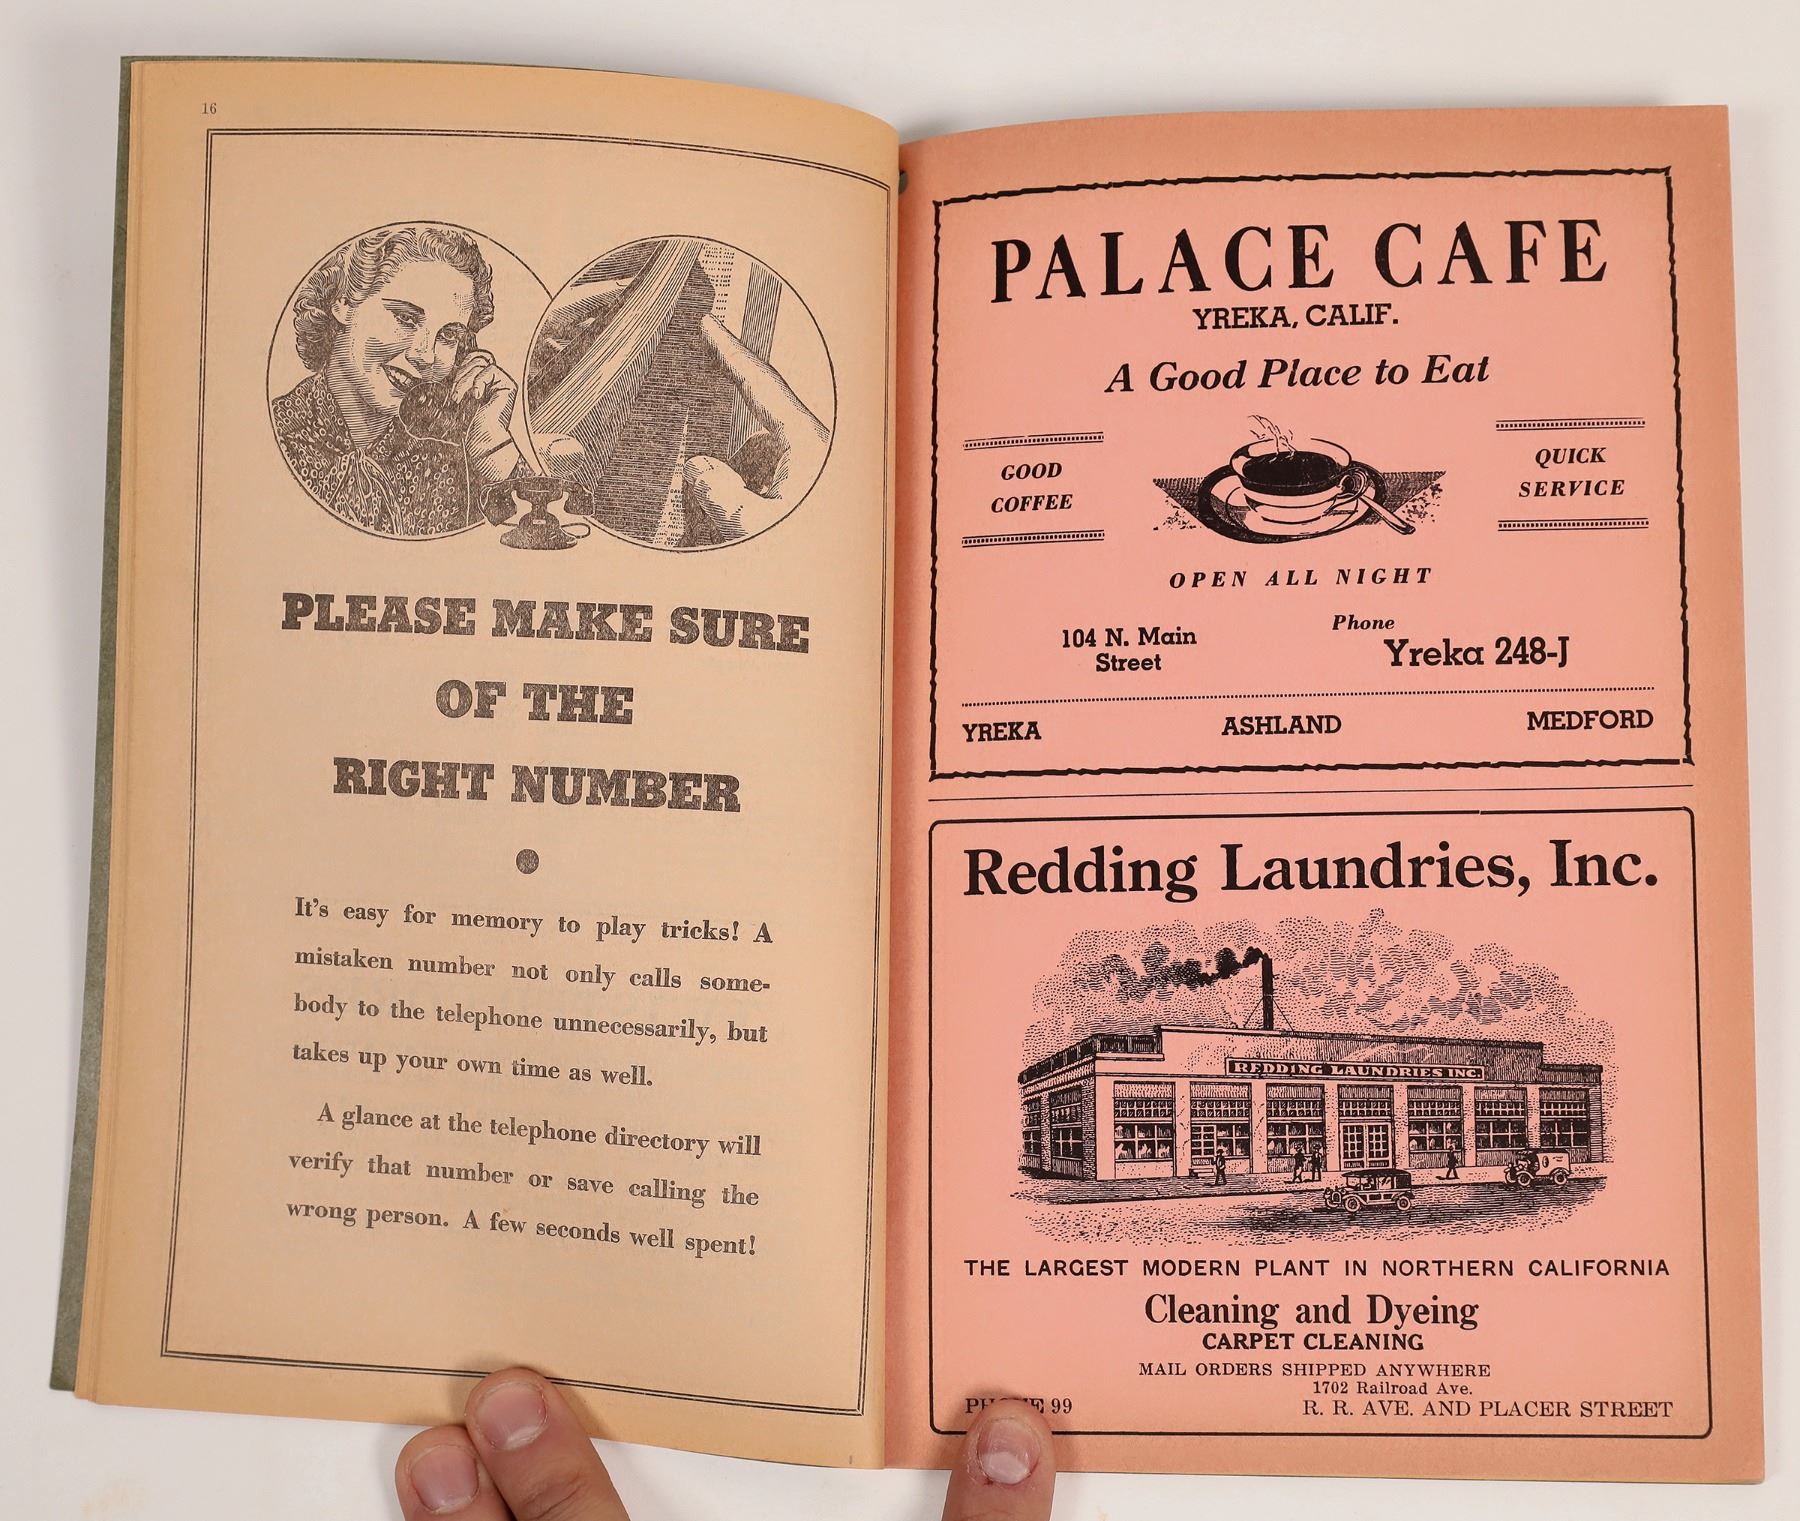 16
PLEASE MAKE SURE
OF THE
RIGHT NUMBER
It's easy for memory to play tricks! A
mistaken number not only calls some-
body to the telephone unnecessarily, but
takes up your own time as well.
A glance at the telephone directory will
verify that number or save calling the
wrong person. A few seconds well spent!
PALACE CAFE
YREKA, CALIF.
A Good Place to Eat
GOOD
COFFEE
QUICK
SERVICE
OPEN ALL NIGHT
104 N. Main
Street
Phone
Yreka 248-J
YREKA ASHLAND MEDFORD
Redding Laundries, Inc.
REDDING LAUNDRIES INC.
THE LARGEST MODERN PLANT IN NORTHERN CALIFORNIA
Cleaning and Dyeing
CARPET CLEANING
MAIL ORDERS SHIPPED ANYWHERE
1702 Railroad Ave.
PHONE 99 R. R. AVE. AND PLACER STREET